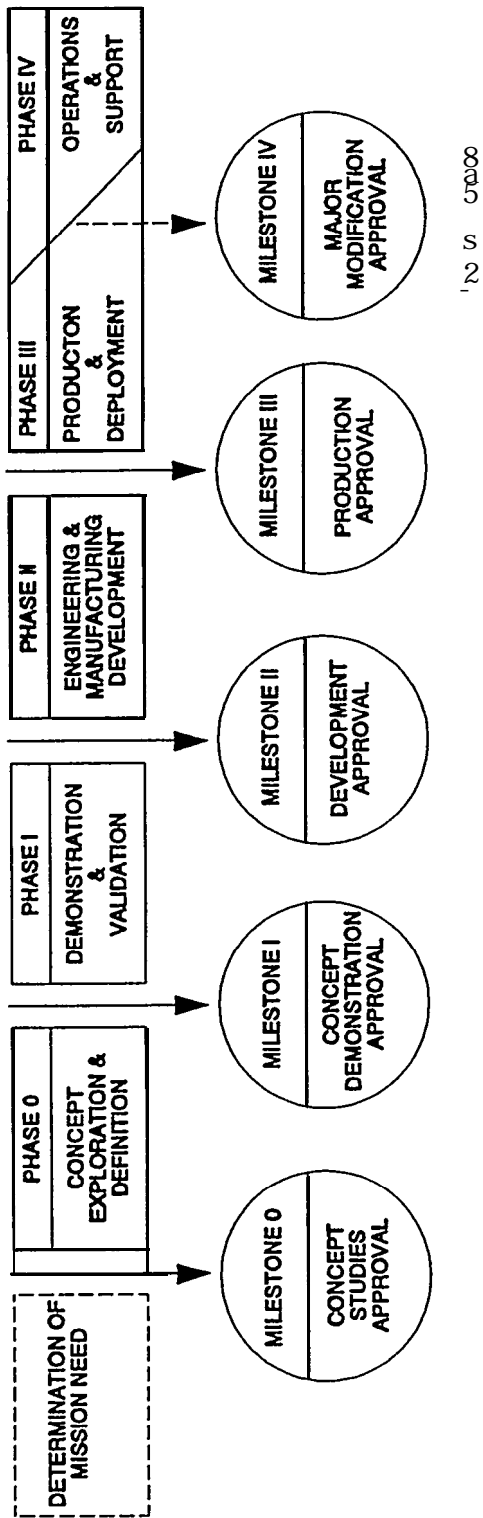 DETERMINATION OF
MISSION NEED
PHASE 0
CONCEPT
EXPLORATION &
DEFINITION
PHASE I
DEMONSTRATION
&
VALIDATION
PHASE II
ENGINEERING &
MANUFACTURING
DEVELOPMENT
PHASE III
PRODUCTON
&
DEPLOYMENT
PHASE IV
OPERATIONS
&
SUPPORT
MILESTONE 0
CONCEPT
STUDIES
APPROVAL
MILESTONE I
CONCEPT
DEMONSTRATION
APPROVAL
MILESTONE II
DEVELOPMENT
APPROVAL
MILESTONE III
PRODUCTION
APPROVAL
MILESTONE IV
MAJOR
MODIFICATION
APPROVAL